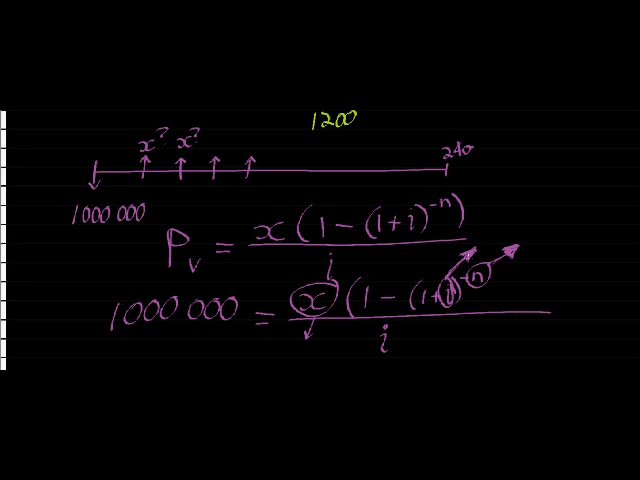 1200
x? x? 240
1000 000
Pv = x(1-(1+i)^-n) / i
1000 000 = x(1-(1+i)^-n) / i